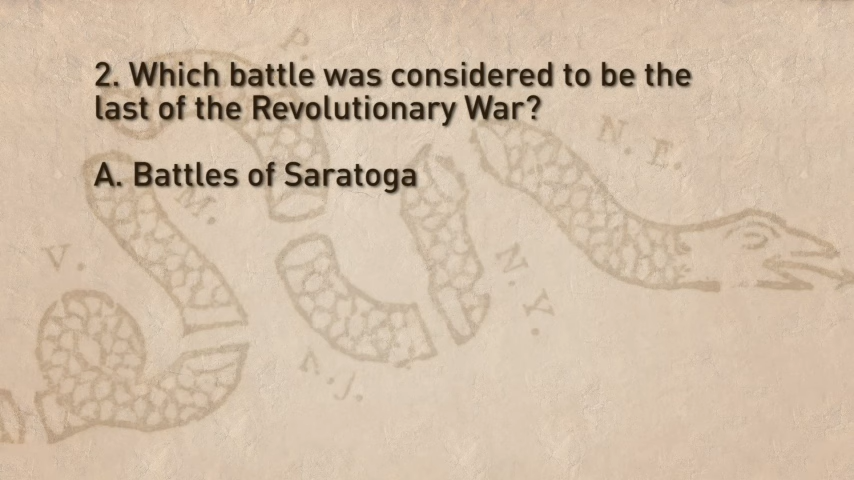 2. Which battle was considered to be the
last of the Revolutionary War?
A. Battles of Saratoga
P.
N. E.
M.
V.
N. Y.
N. J.